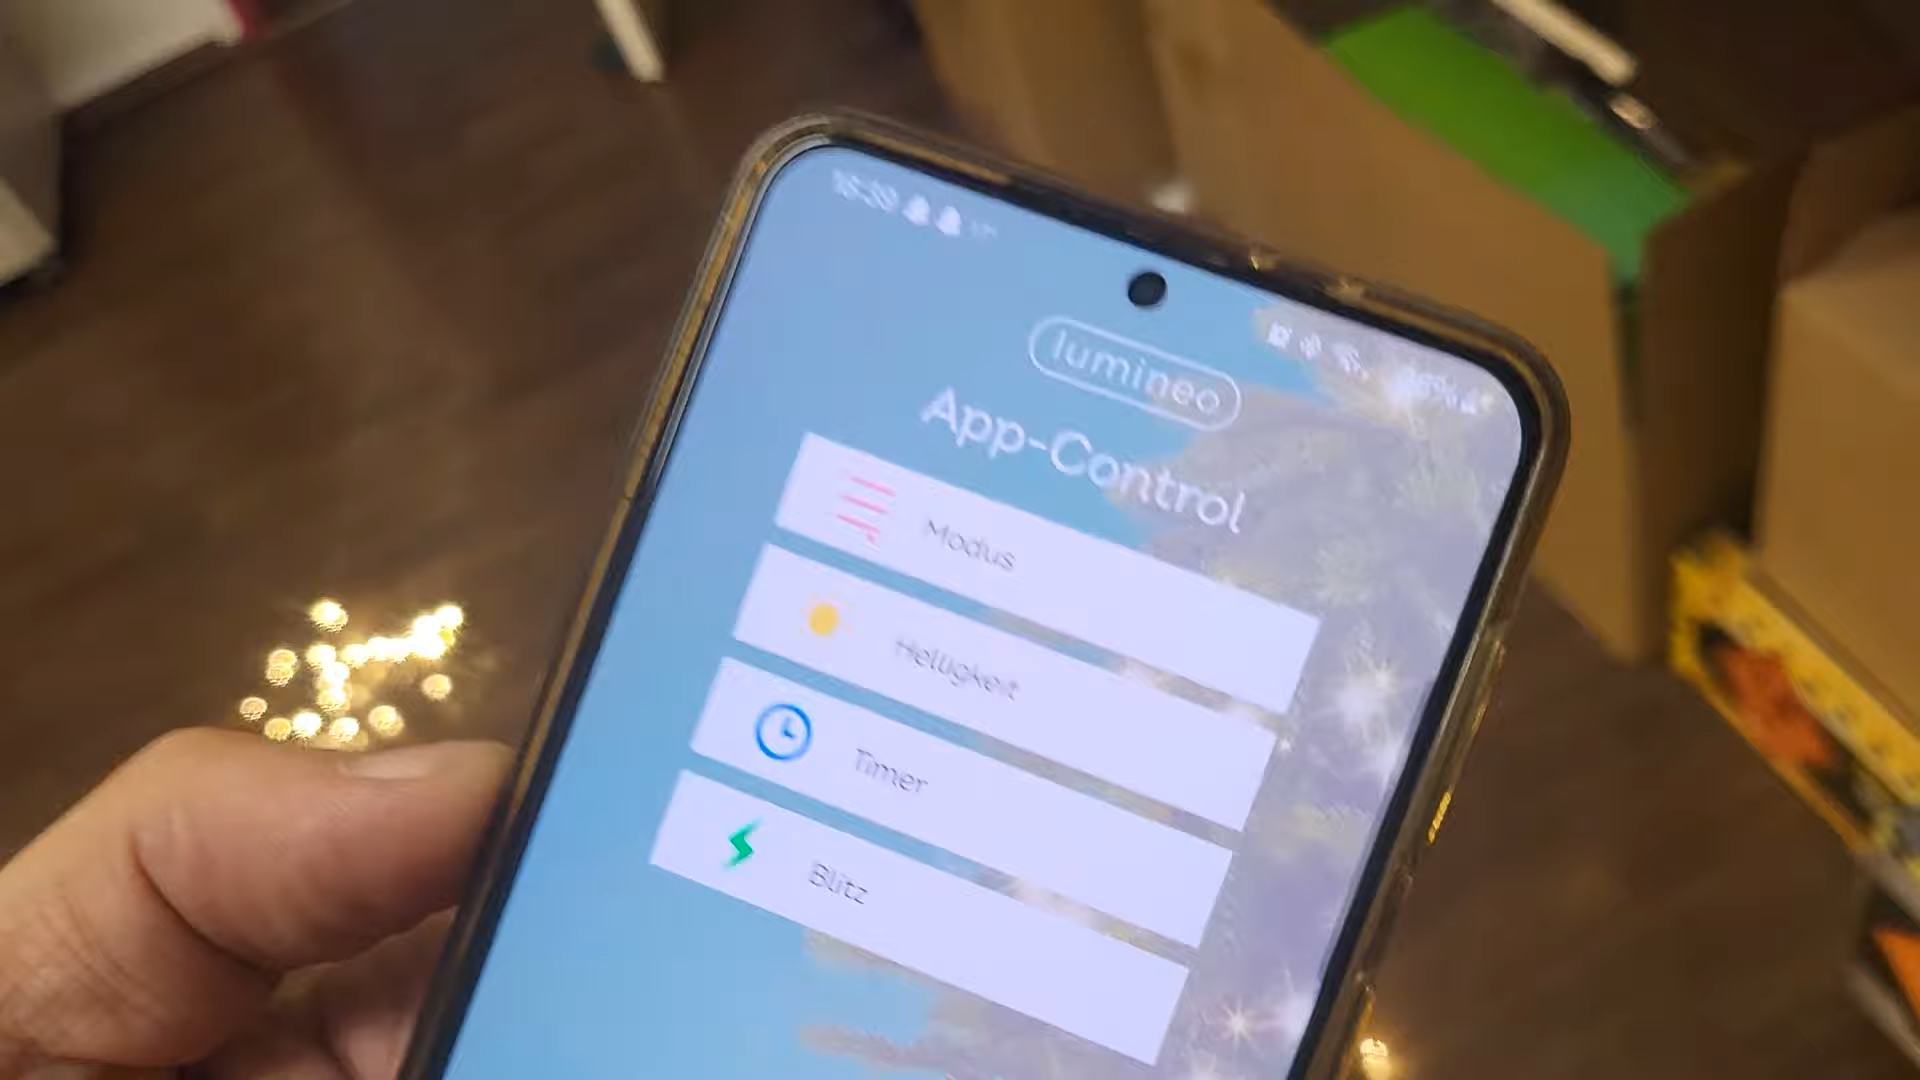 lumineo
App-Control
Modus
Helligkeit
Timer
Blitz